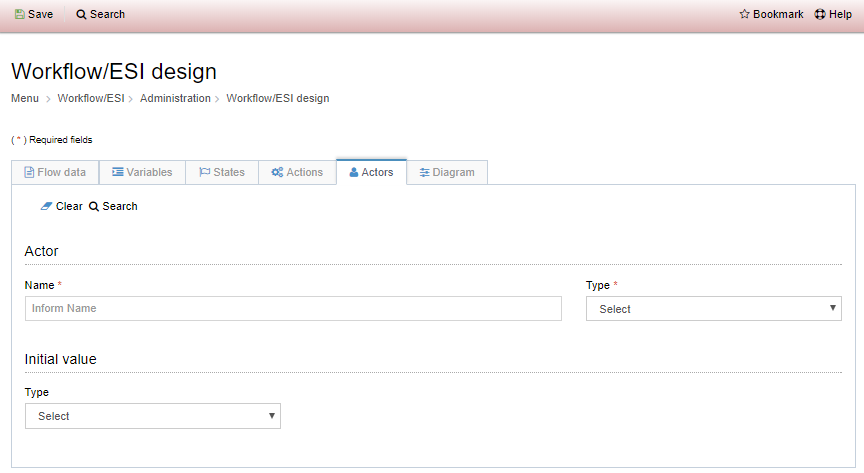 Save Search Bookmark Help
Workflow/ESI design
Menu > Workflow/ESI > Administration > Workflow/ESI design
( * ) Required fields
Flow data Variables States Actions Actors Diagram
Clear Search
Actor
Name * Type *
Inform Name Select
Initial value
Type
Select